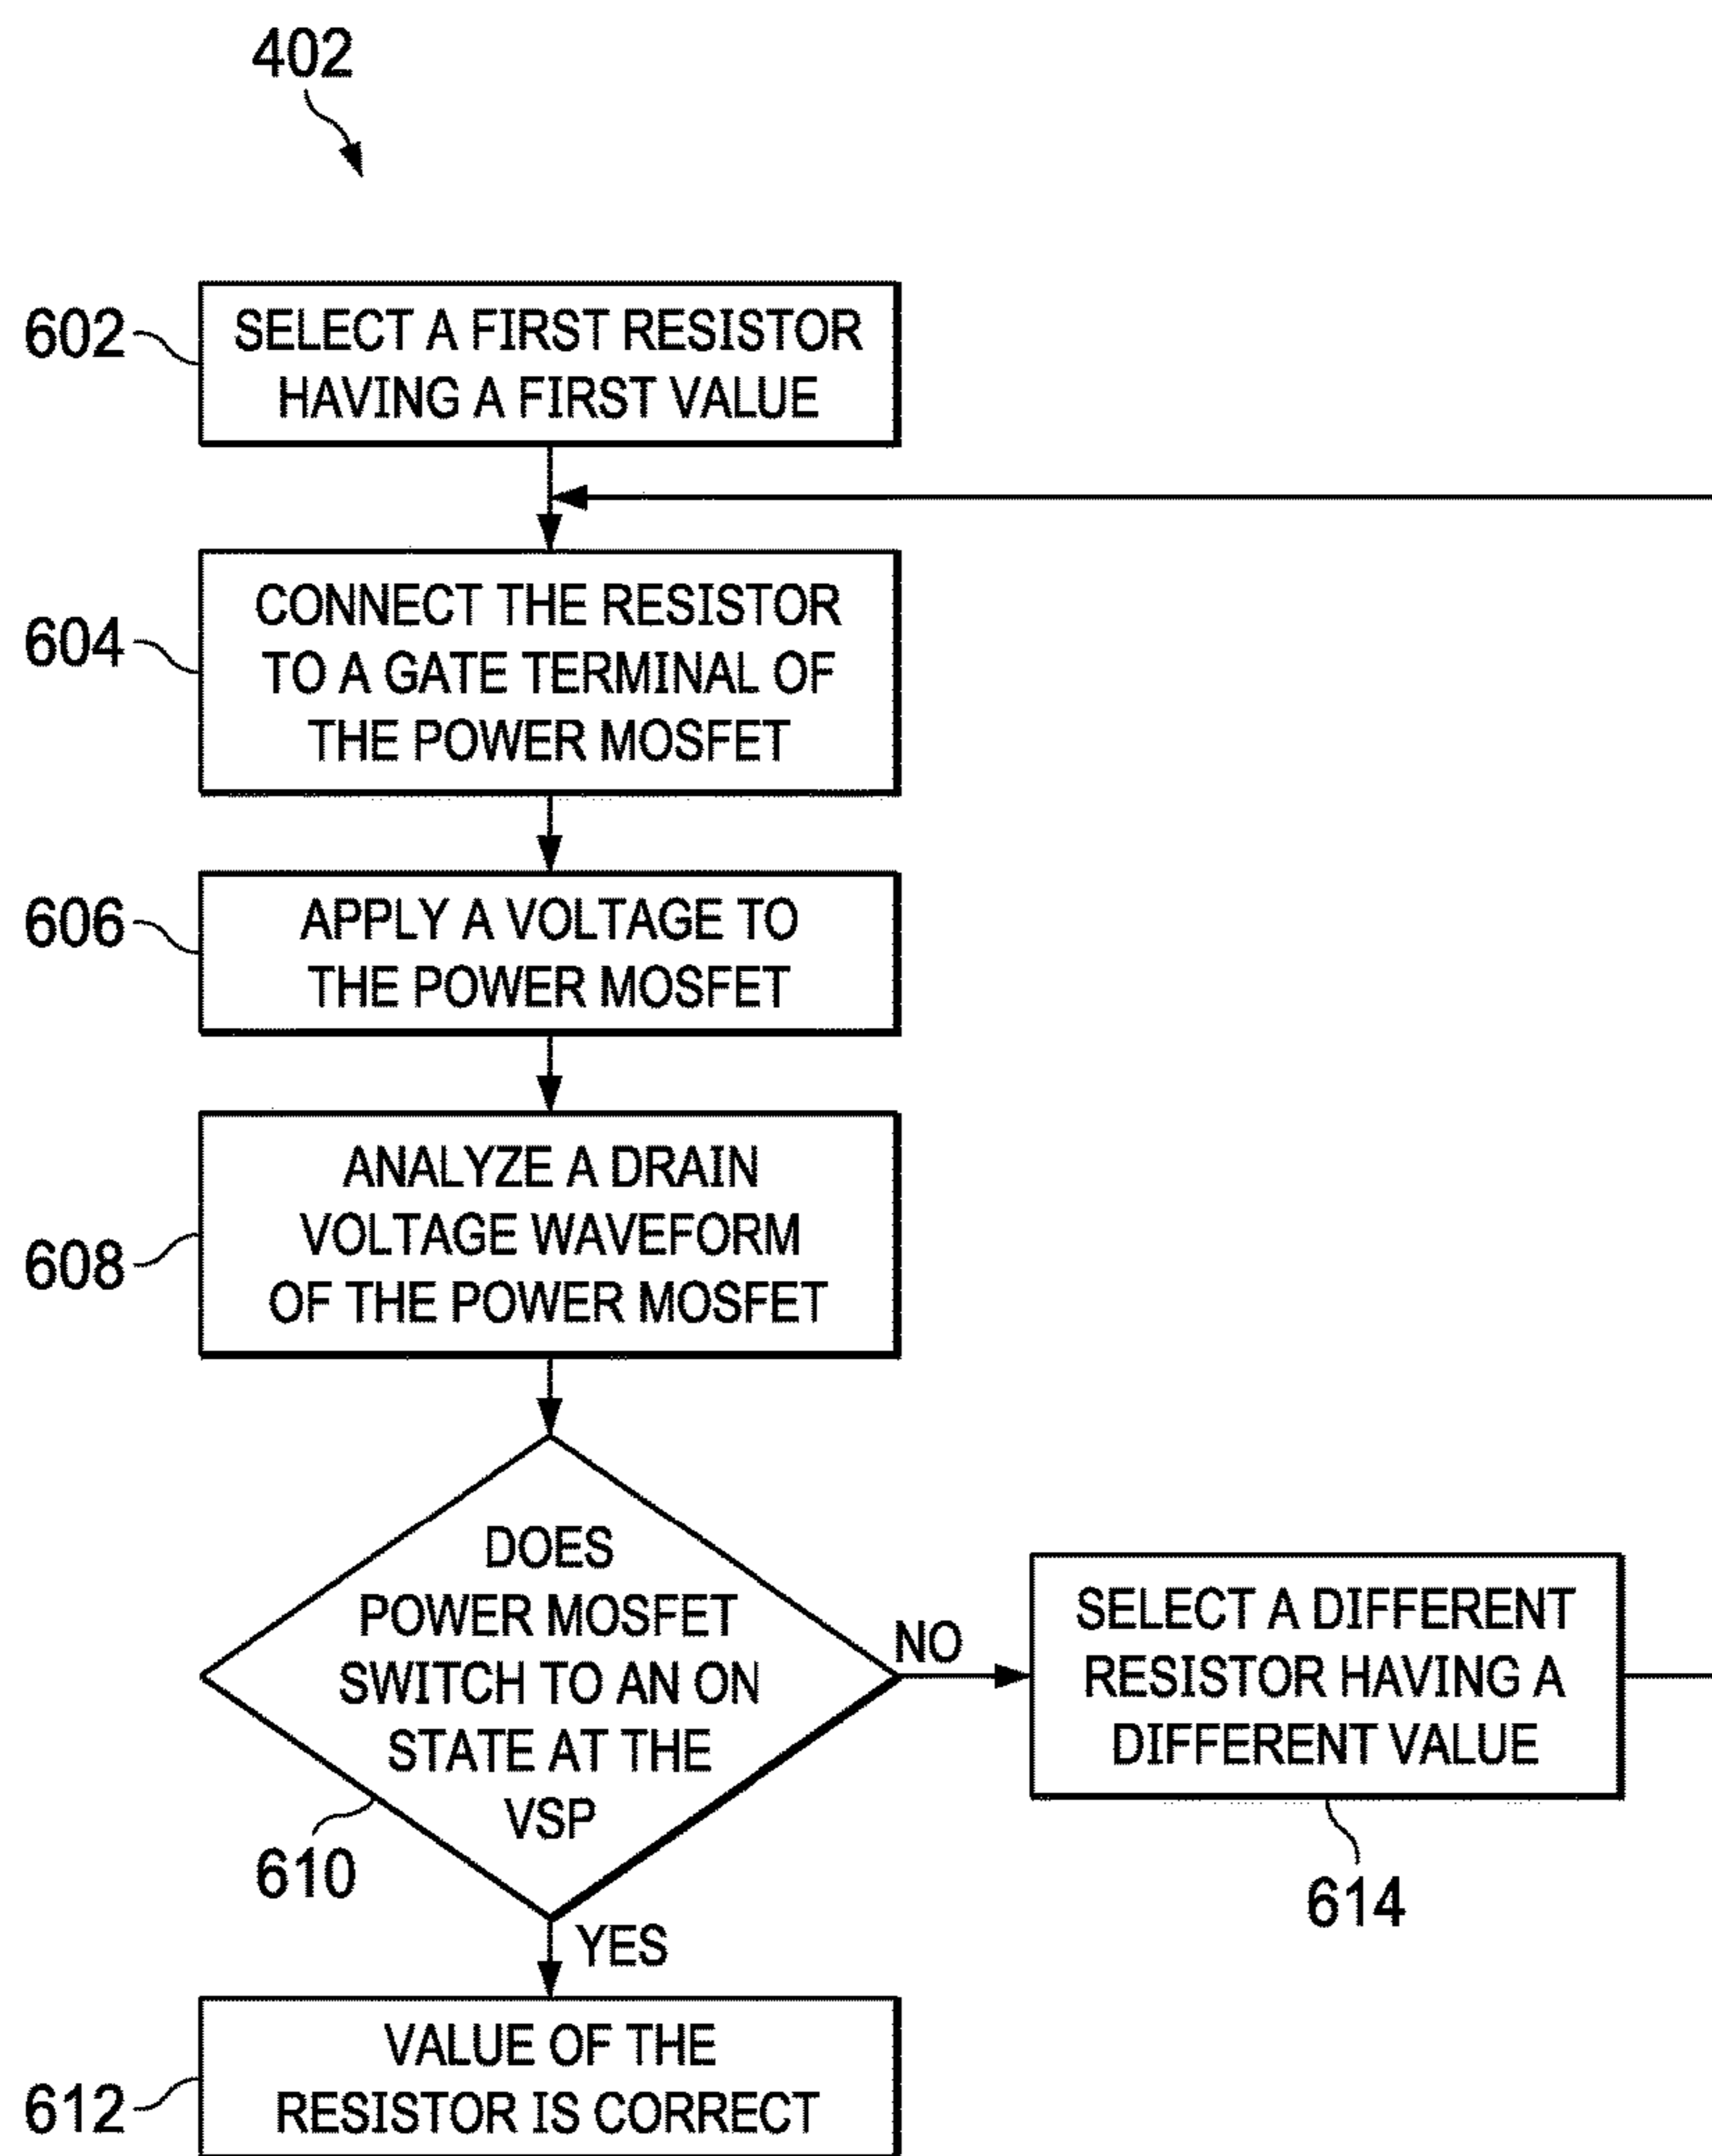 402
602
SELECT A FIRST RESISTOR
HAVING A FIRST VALUE
604
CONNECT THE RESISTOR
TO A GATE TERMINAL OF
THE POWER MOSFET
606
APPLY A VOLTAGE TO
THE POWER MOSFET
608
ANALYZE A DRAIN
VOLTAGE WAVEFORM
OF THE POWER MOSFET
610
DOES
POWER MOSFET
SWITCH TO AN ON
STATE AT THE
VSP
NO
SELECT A DIFFERENT
RESISTOR HAVING A
DIFFERENT VALUE
614
YES
612
VALUE OF THE
RESISTOR IS CORRECT